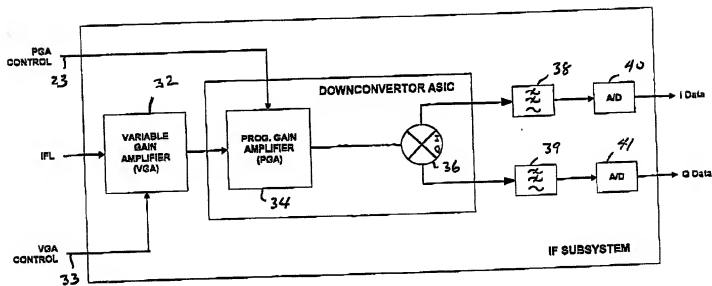 PGA
CONTROL
23
32
DOWNCONVERTOR ASIC
38
40
A/D
I Data
IFL
VARIABLE
GAIN
AMPLIFIER
(VGA)
PROG. GAIN
AMPLIFIER
(PGA)
34
36
39
41
A/D
Q Data
VGA
CONTROL
33
IF SUBSYSTEM